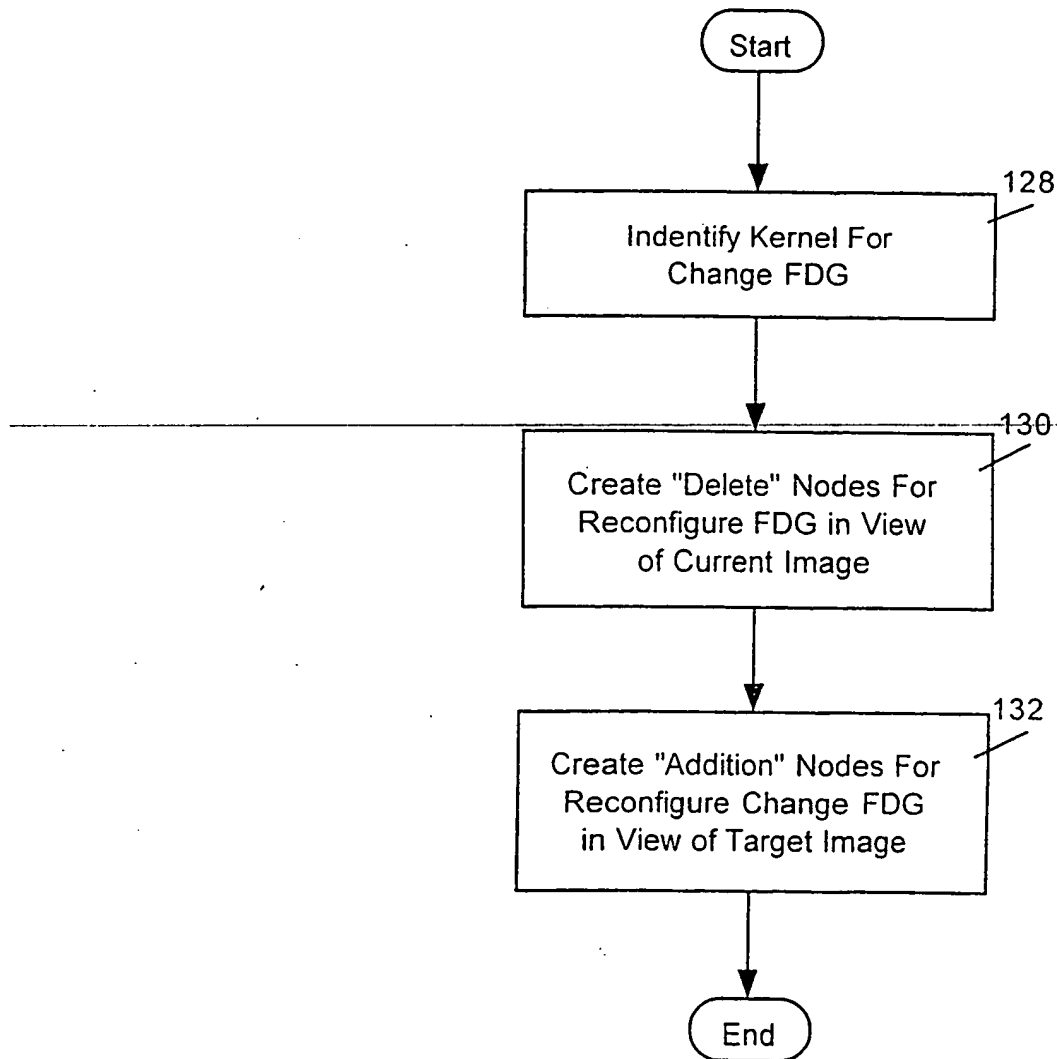 Start
128
Indentify Kernel For
Change FDG
130
Create "Delete" Nodes For
Reconfigure FDG in View
of Current Image
132
Create "Addition" Nodes For
Reconfigure Change FDG
in View of Target Image
End